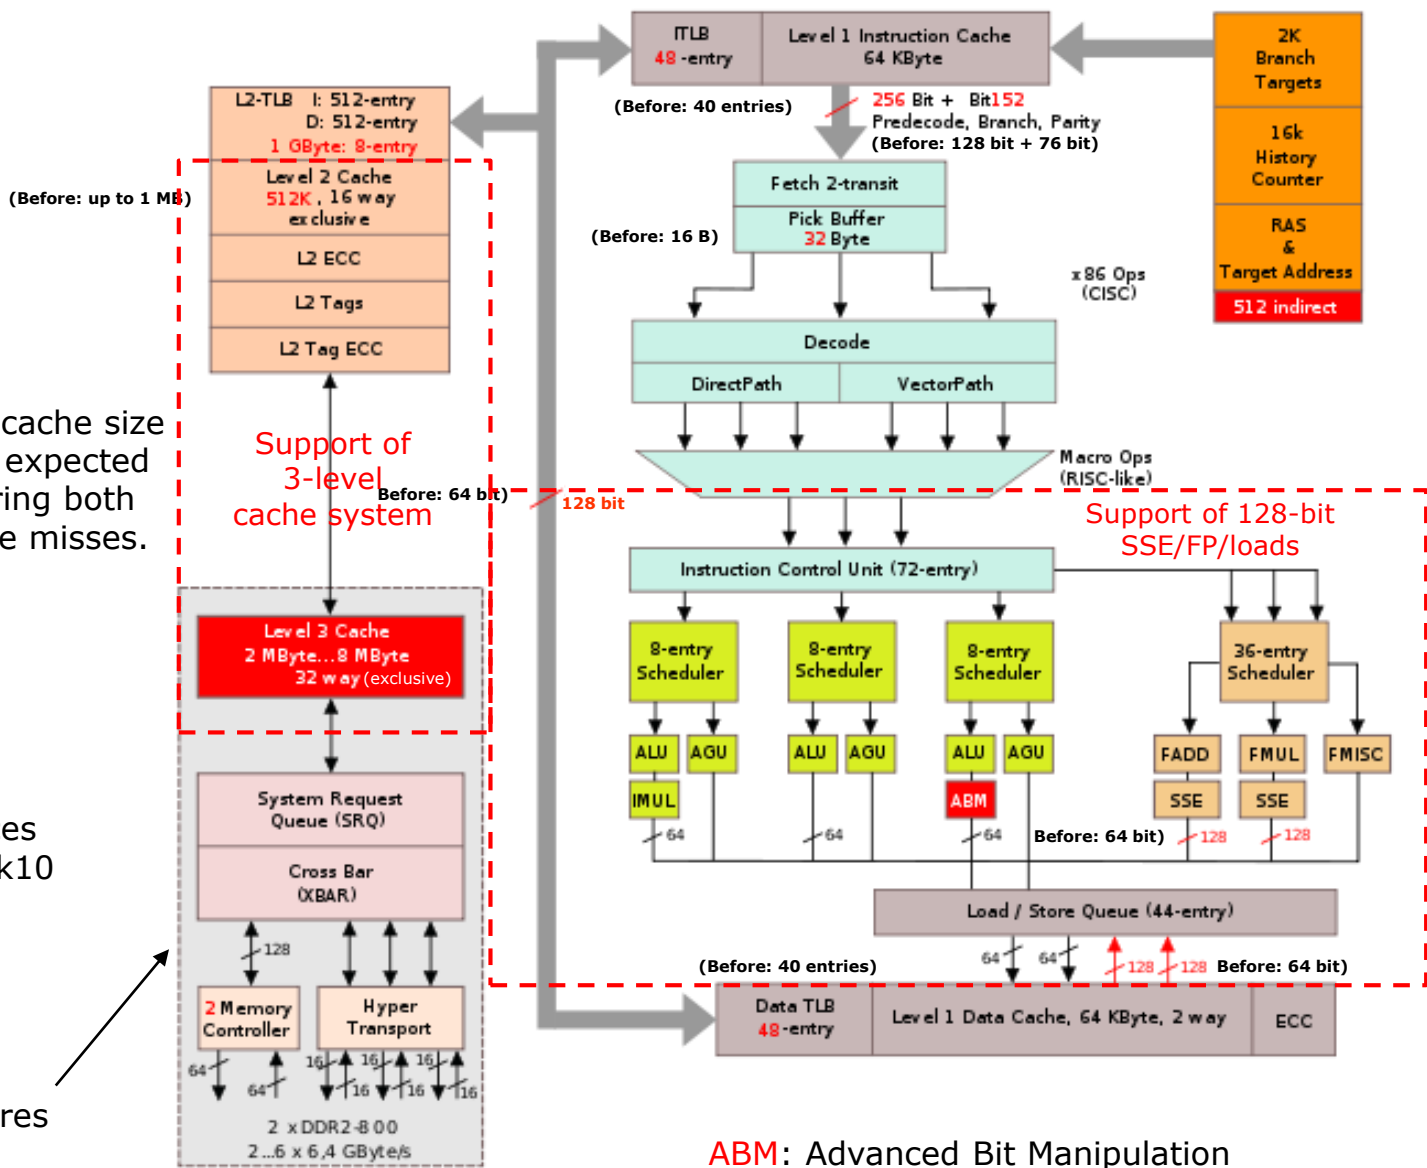 ITLB
48 -entry
Level 1 Instruction Cache
64 KByte
2K
Branch
Targets
16k
History
Counter
RAS
&
Target Address
512 indirect
(Before: 40 entries)
256 Bit + Bit152
Predecode, Branch, Parity
(Before: 128 bit + 76 bit)
L2-TLB I: 512-entry
D: 512-entry
1 GByte: 8-entry
Level 2 Cache
512K , 16 way
exclusive
L2 ECC
L2 Tags
L2 Tag ECC
(Before: up to 1 MB)
Fetch 2-transit
Pick Buffer
32 Byte
(Before: 16 B)
x86 Ops
(CISC)
Decode
DirectPath
VectorPath
Macro Ops
(RISC-like)
cache size
expected
ring both
e misses.
Support of
3-level
cache system
Before: 64 bit)
128 bit
Support of 128-bit
SSE/FP/loads
Instruction Control Unit (72-entry)
Level 3 Cache
2 MByte...8 MByte
32 way (exclusive)
8-entry
Scheduler
8-entry
Scheduler
8-entry
Scheduler
36-entry
Scheduler
ALU
AGU
ALU
AGU
ALU
AGU
FADD
FMUL
FMISC
IMUL
ABM
SSE
SSE
64
64
64
Before: 64 bit)
128
128
System Request
Queue (SRQ)
Cross Bar
(XBAR)
es
k10
Load / Store Queue (44-entry)
128
64
64
128
128
Before: 64 bit)
(Before: 40 entries)
2 Memory
Controller
Hyper
Transport
Data TLB
48-entry
Level 1 Data Cache, 64 KByte, 2 way
ECC
64
64
16
16
16
16
16
16
res
2 x DDR2-800
2...6 x 6,4 GByte/s
ABM: Advanced Bit Manipulation